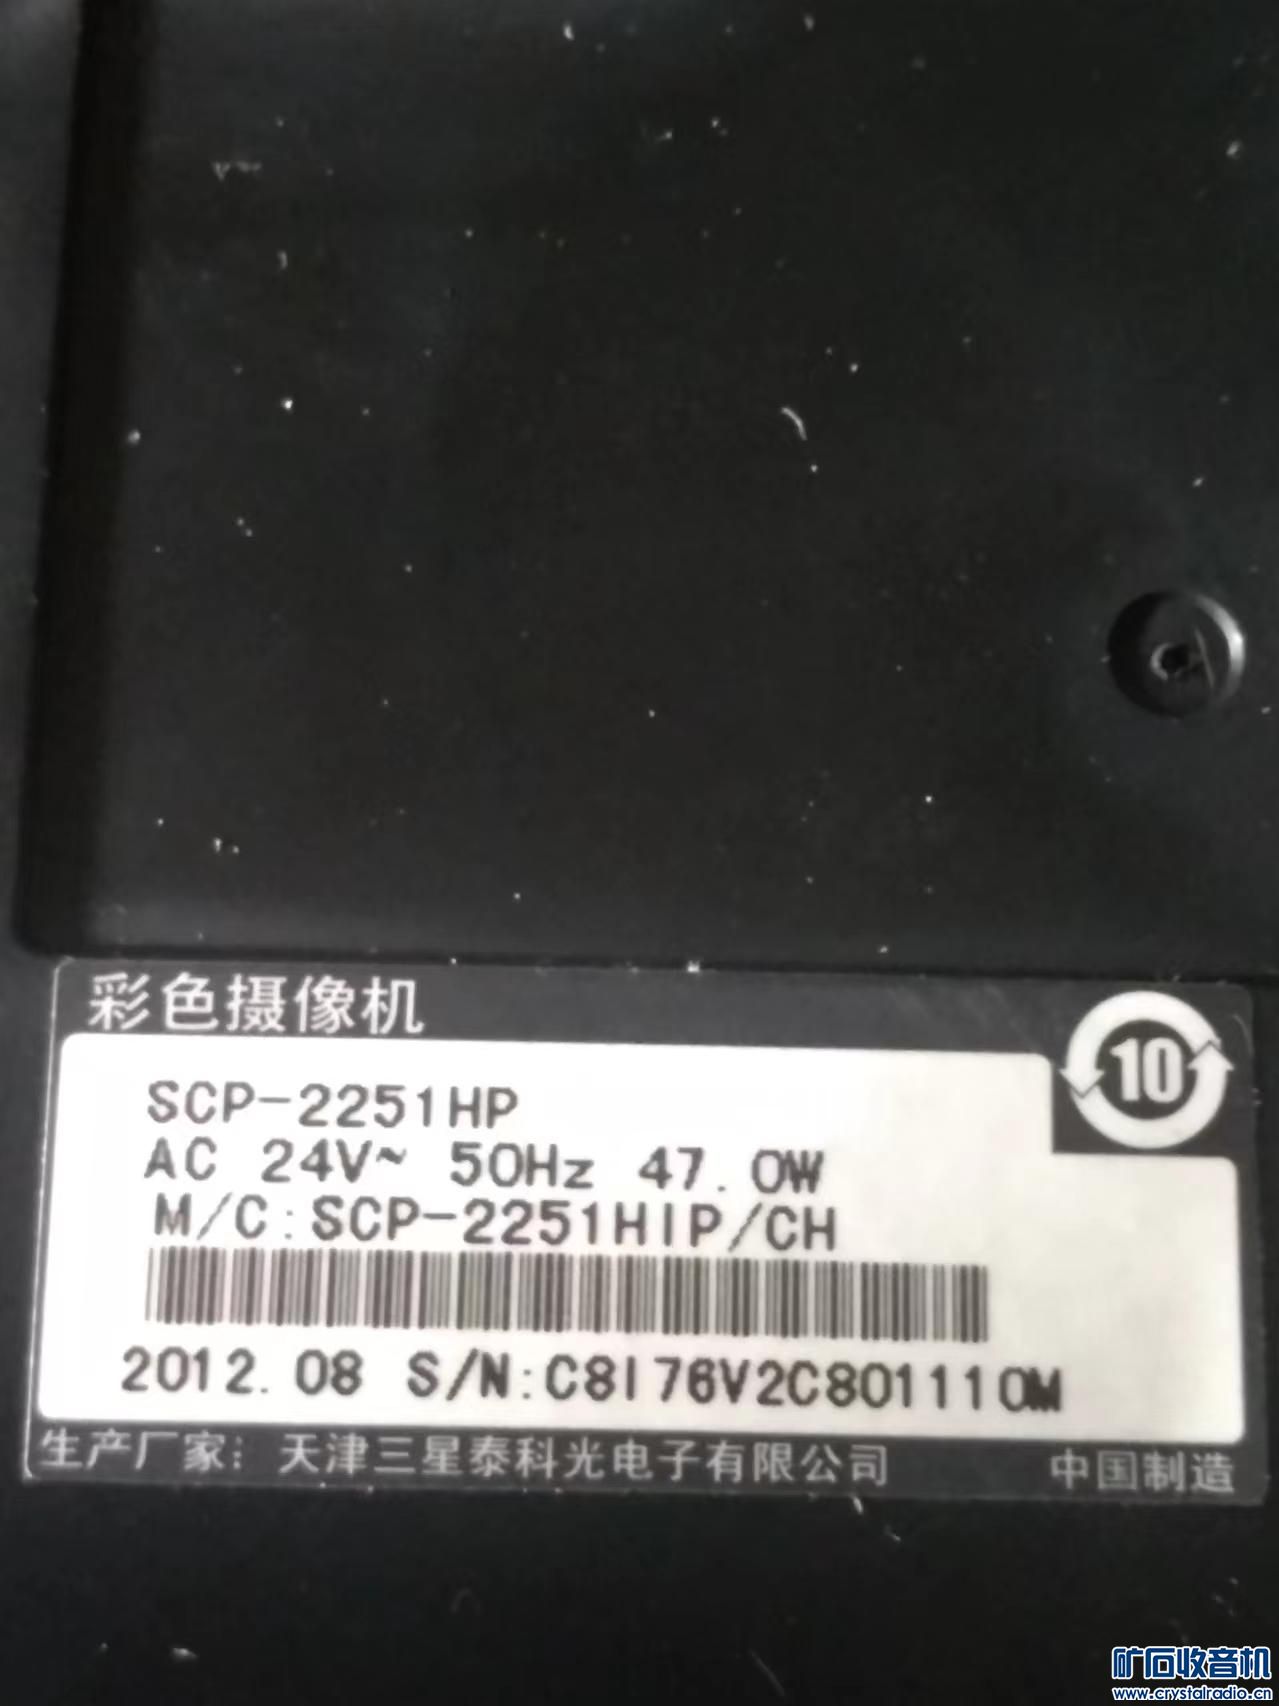 彩色摄像机
10
SCP-2251HP
AC 24V~ 50Hz 47.0W
M/C:SCP-2251HIP/CH
2012.08 S/N:C8I76V2C801110M
生产厂家: 天津三星泰科光电子有限公司 中国制造
矿石收音机
www.crystalradio.cn